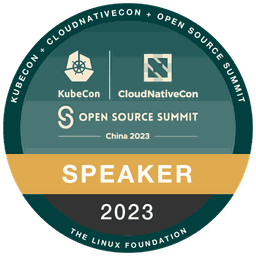 KUBECON + CLOUDNATIVECON + OPEN SOURCE SUMMIT
KubeCon
CloudNativeCon
OPEN SOURCE SUMMIT
China 2023
SPEAKER
2023
THE LINUX FOUNDATION